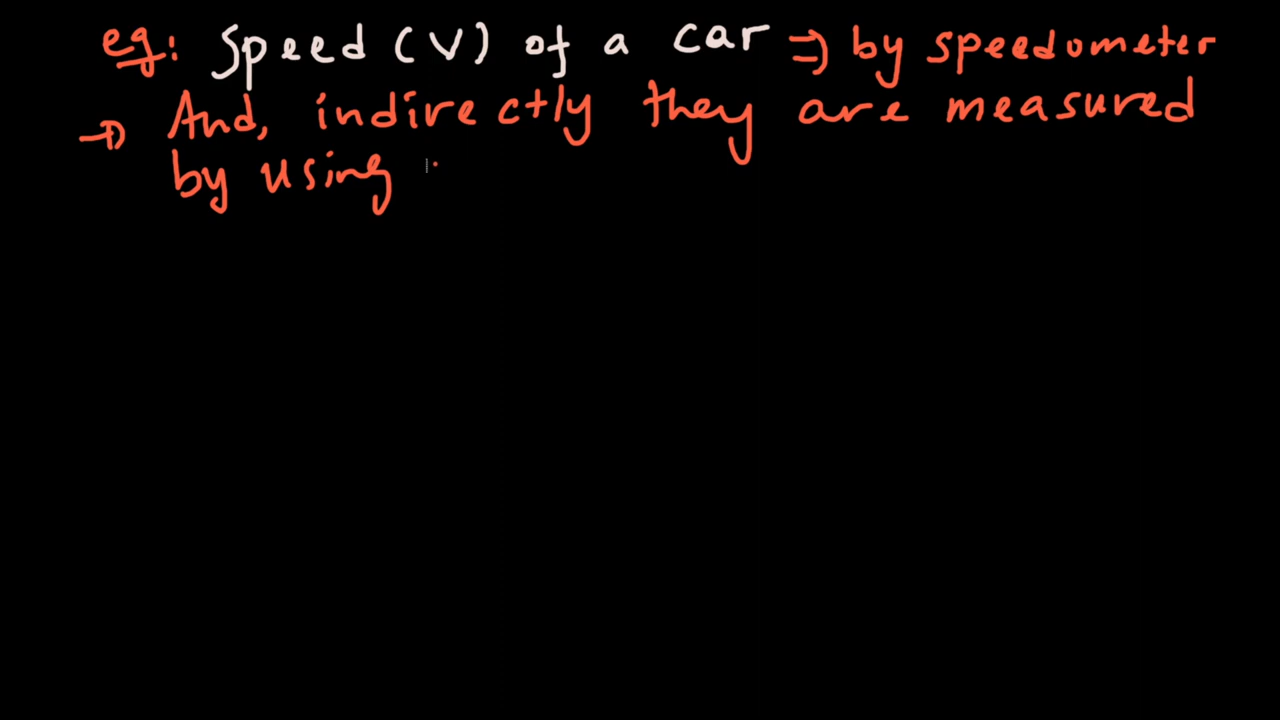 eg: Speed (V) of a car ⇒ by speedometer
→ And, indirectly they are measured
by using